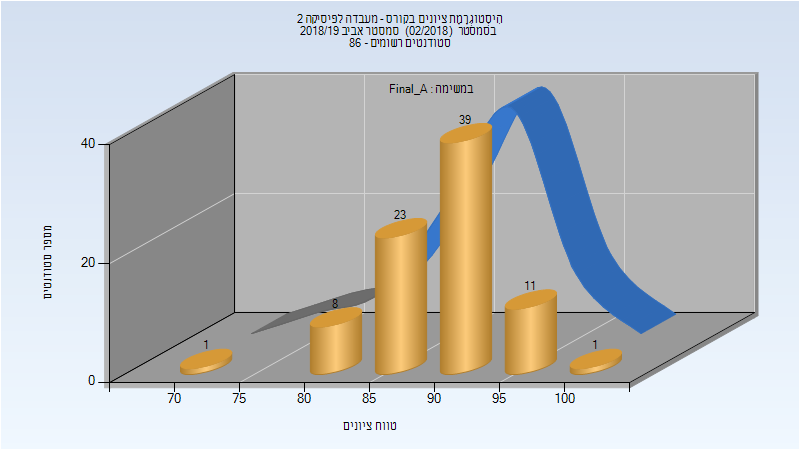 היסטוגרמת ציונים בקורס - מעבדה לפיסיקה 2
בסמסטר (02/2018) סמסטר אביב 2018/19
סטודנטים רשומים - 86
במשימה : Final_A
39
23
11
8
1
1
40
20
0
70 75 80 85 90 95 100
מספר סטודנטים
טווח ציונים